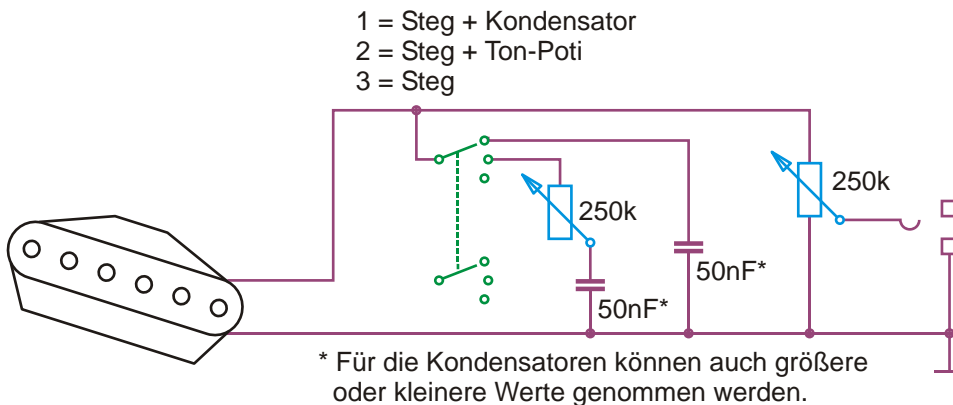 1 = Steg + Kondensator
2 = Steg + Ton-Poti
3 = Steg
250k
250k
50nF*
50nF*
* Für die Kondensatoren können auch größere
oder kleinere Werte genommen werden.